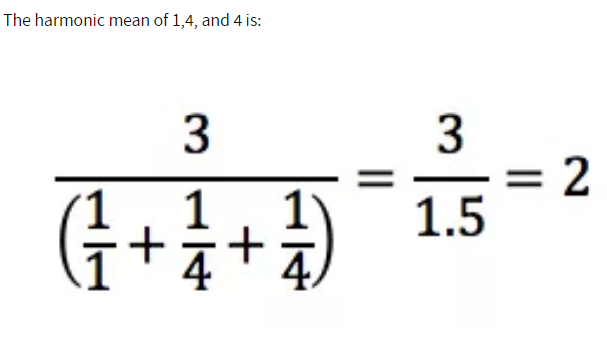 The harmonic mean of 1,4, and 4 is:
3
(1/1 + 1/4 + 1/4) = 3/1.5 = 2